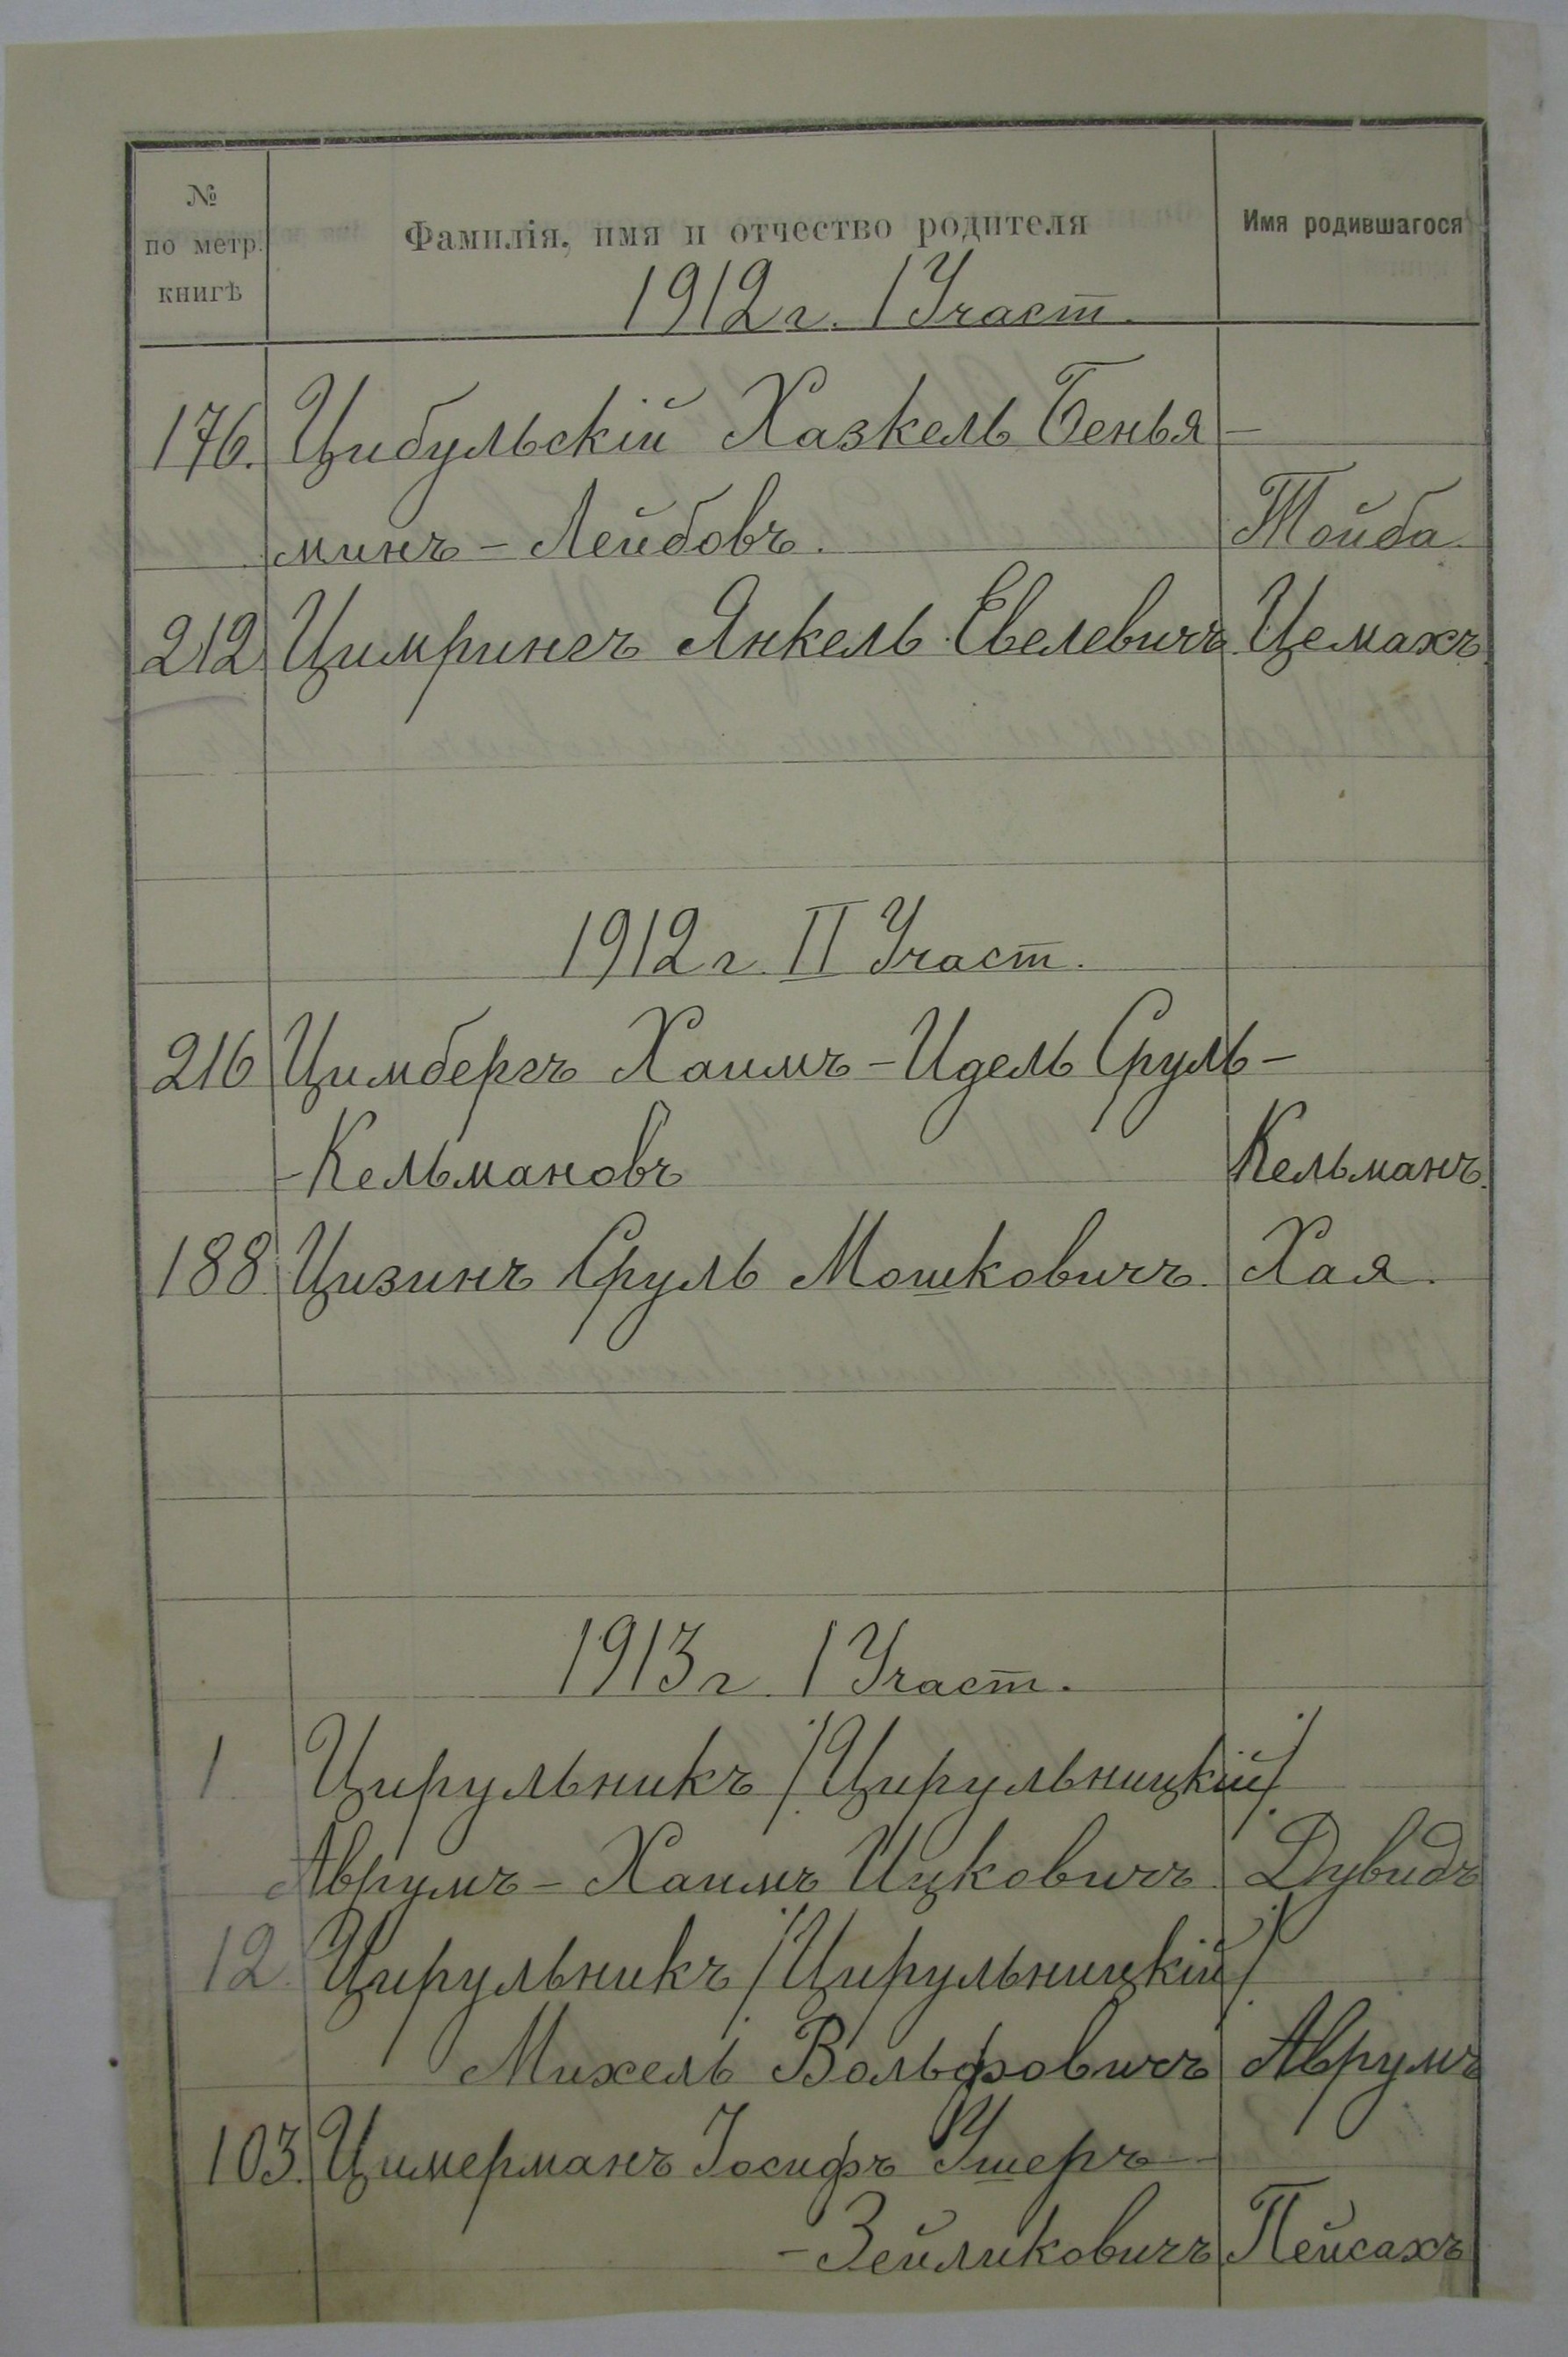 №
по метр.
книгѣ
Фамилія, имя и отчество родителя
Имя родившагося
1912 г. I Участ.
176. Цибульскій Хазкель Бенья-
минъ - Лейбовъ. Тойба.
212 Цимрингъ Янкель Евелевичъ. Цемахъ.
1912 г. II Участ.
216 Цимбергъ Хаимъ - Идель Сруль-
-Кельмановъ Кельманъ.
188 Цизинъ Сруль Мошковичъ. Хая.
1913 г. I Участ.
1 Цирульникъ /Цирульницкій/
Аврумъ - Хаимъ Ицковичъ. Дувидъ
12. Цирульникъ /Цирульницкій/
Михель Вольфовичъ Аврумъ
103. Цимерманъ Іосифъ Ушеръ-
-Зейликовичъ Пейсахъ